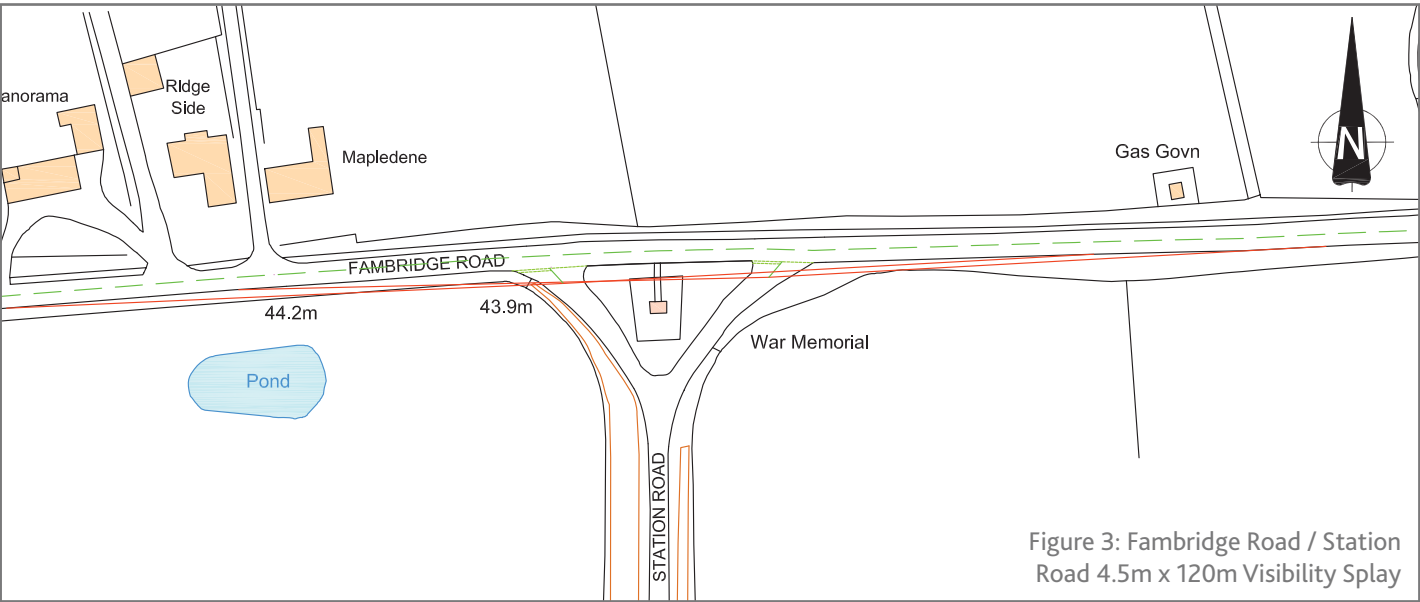 anorama
RIdge
Side
Mapledene
Gas Govn
N
FAMBRIDGE ROAD
44.2m
43.9m
War Memorial
Pond
STATION ROAD
Figure 3: Fambridge Road / Station
Road 4.5m x 120m Visibility Splay